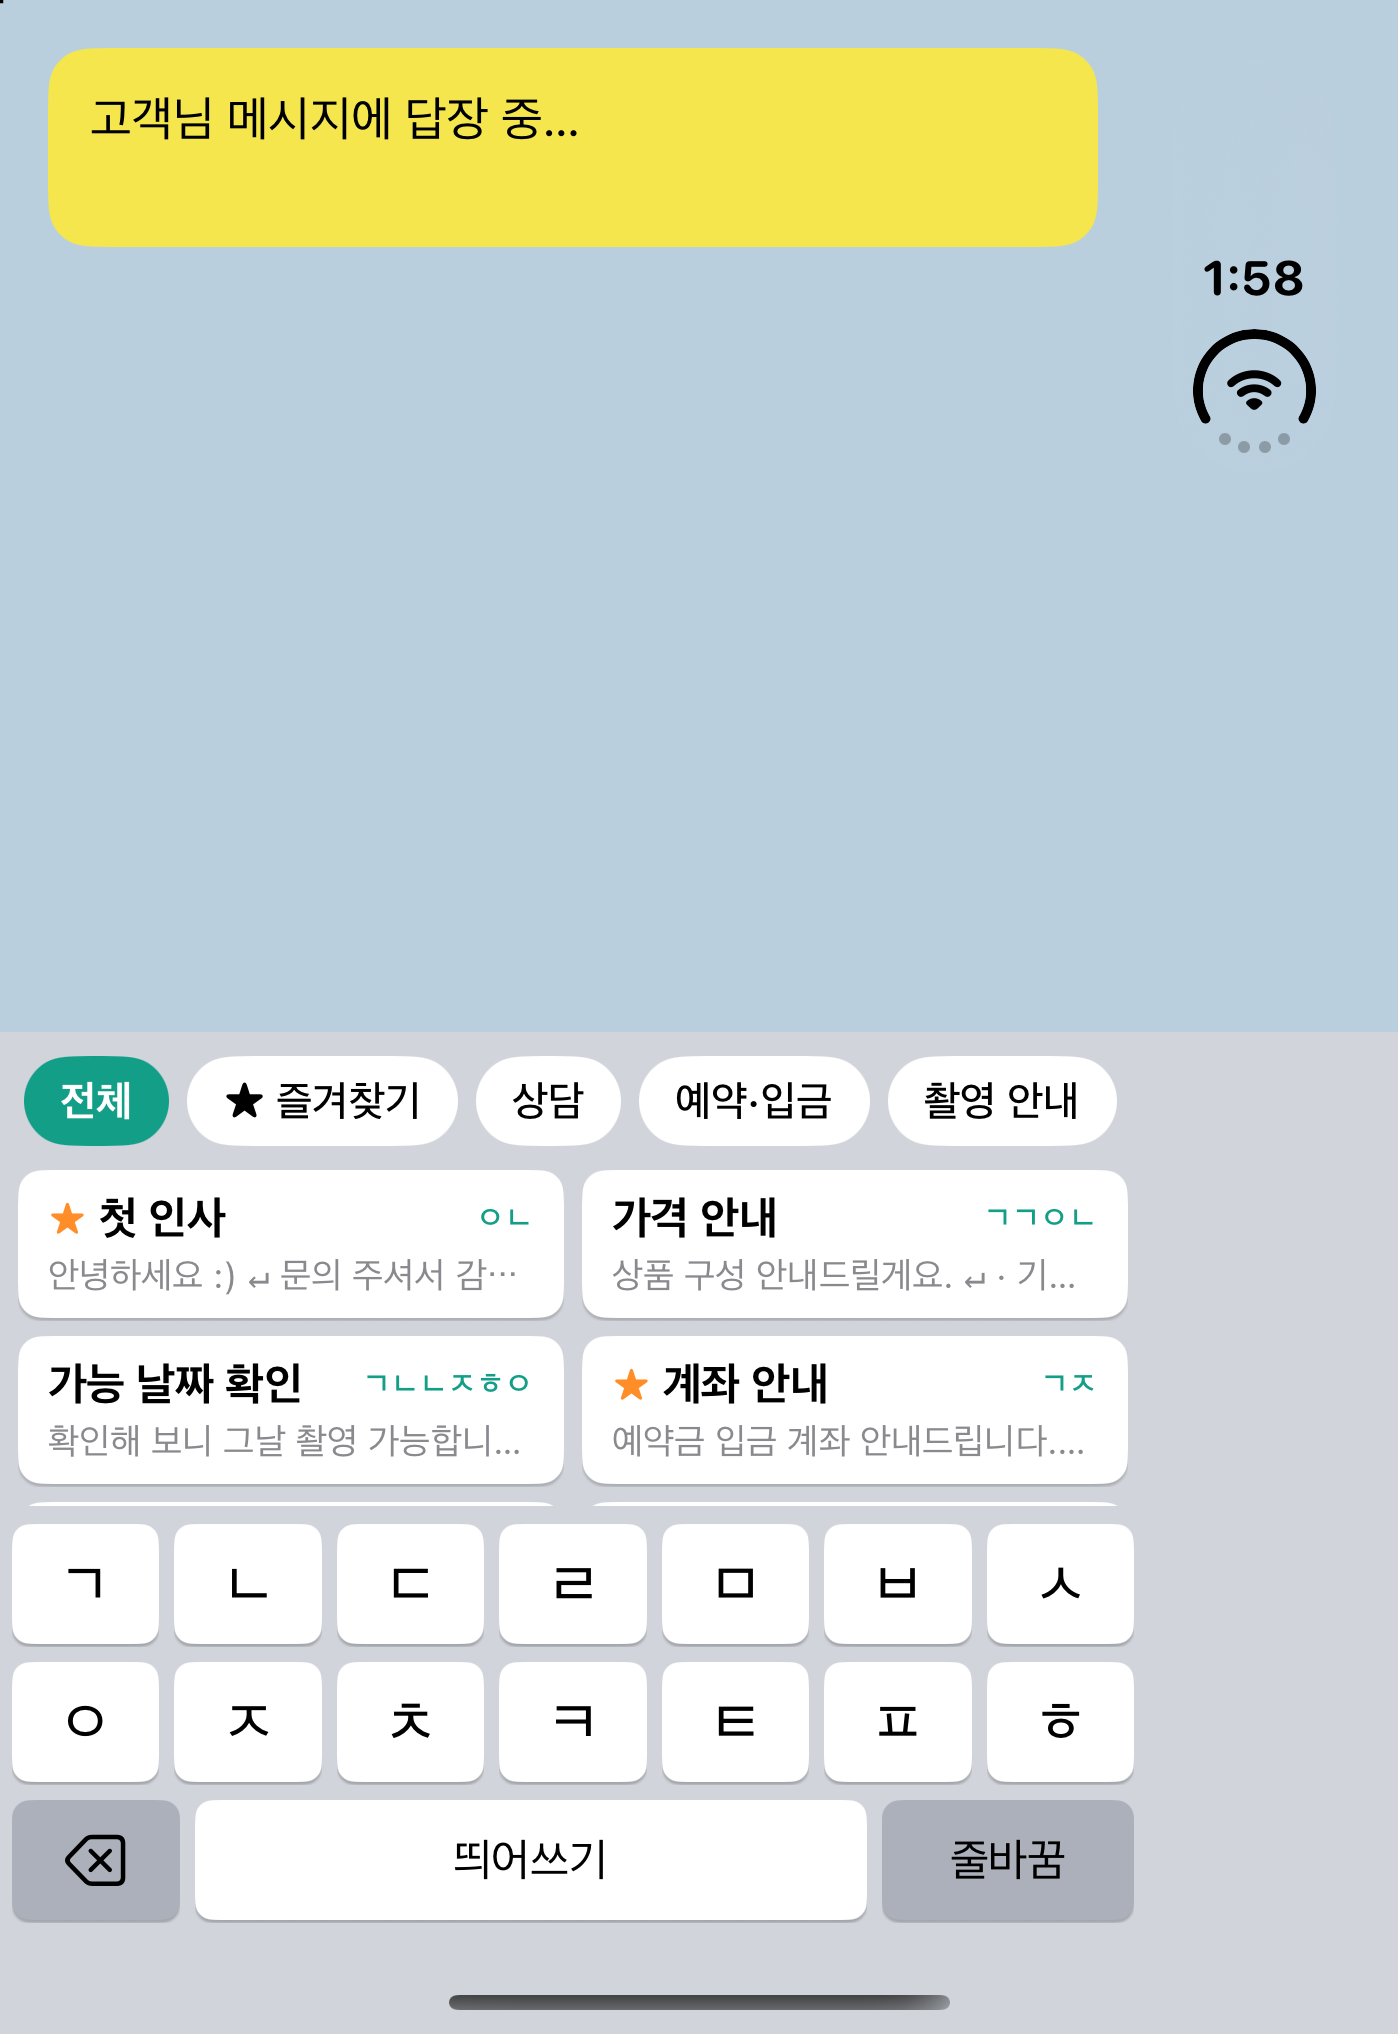 고객님 메시지에 답장 중...
1:58
전체 ★ 즐겨찾기 상담 예약·입금 촬영 안내
★ 첫 인사 ㅇㄴ
안녕하세요 :) ↵ 문의 주셔서 감...
가격 안내 ㄱㄱㅇㄴ
상품 구성 안내드릴게요. ↵ · 기...
가능 날짜 확인 ㄱㄴㄴㅈㅎㅇ
확인해 보니 그날 촬영 가능합니...
★ 계좌 안내 ㄱㅈ
예약금 입금 계좌 안내드립니다....
ㄱ ㄴ ㄷ ㄹ ㅁ ㅂ ㅅ
ㅇ ㅈ ㅊ ㅋ ㅌ ㅍ ㅎ
띄어쓰기 줄바꿈